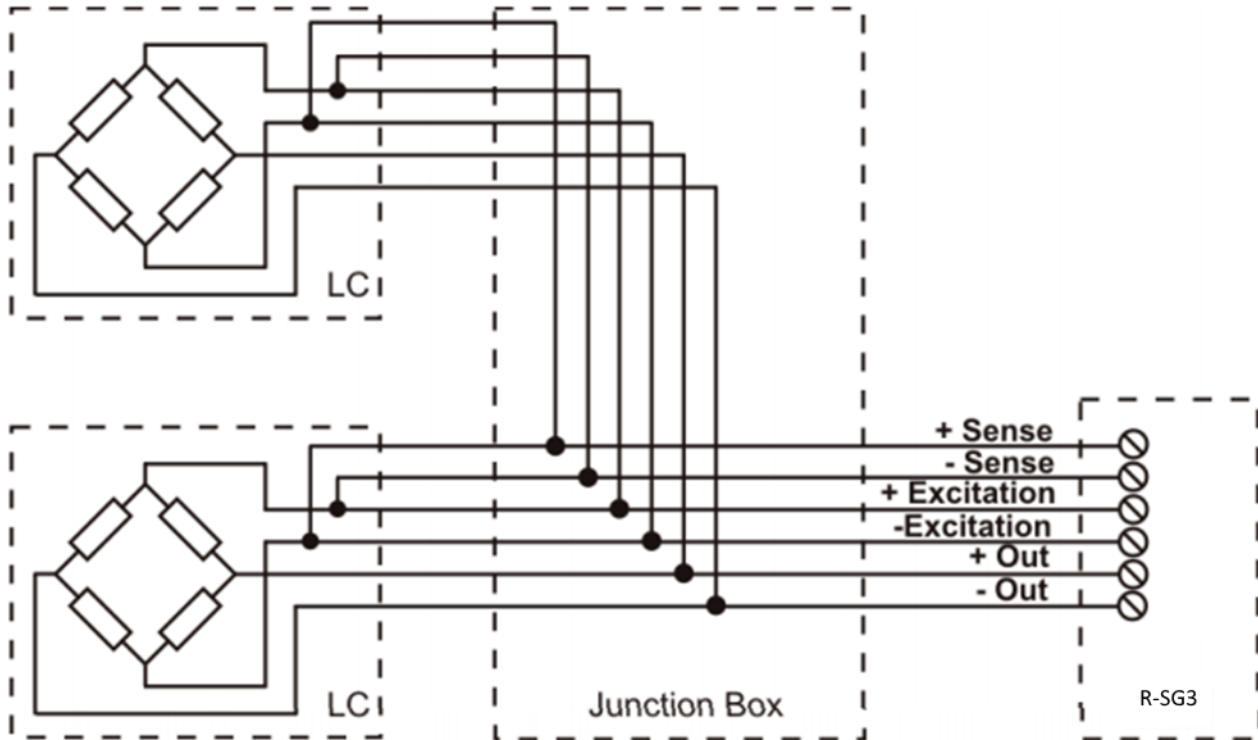 LC
+ Sense
- Sense
+ Excitation
-Excitation
+ Out
- Out
LC
Junction Box
R-SG3